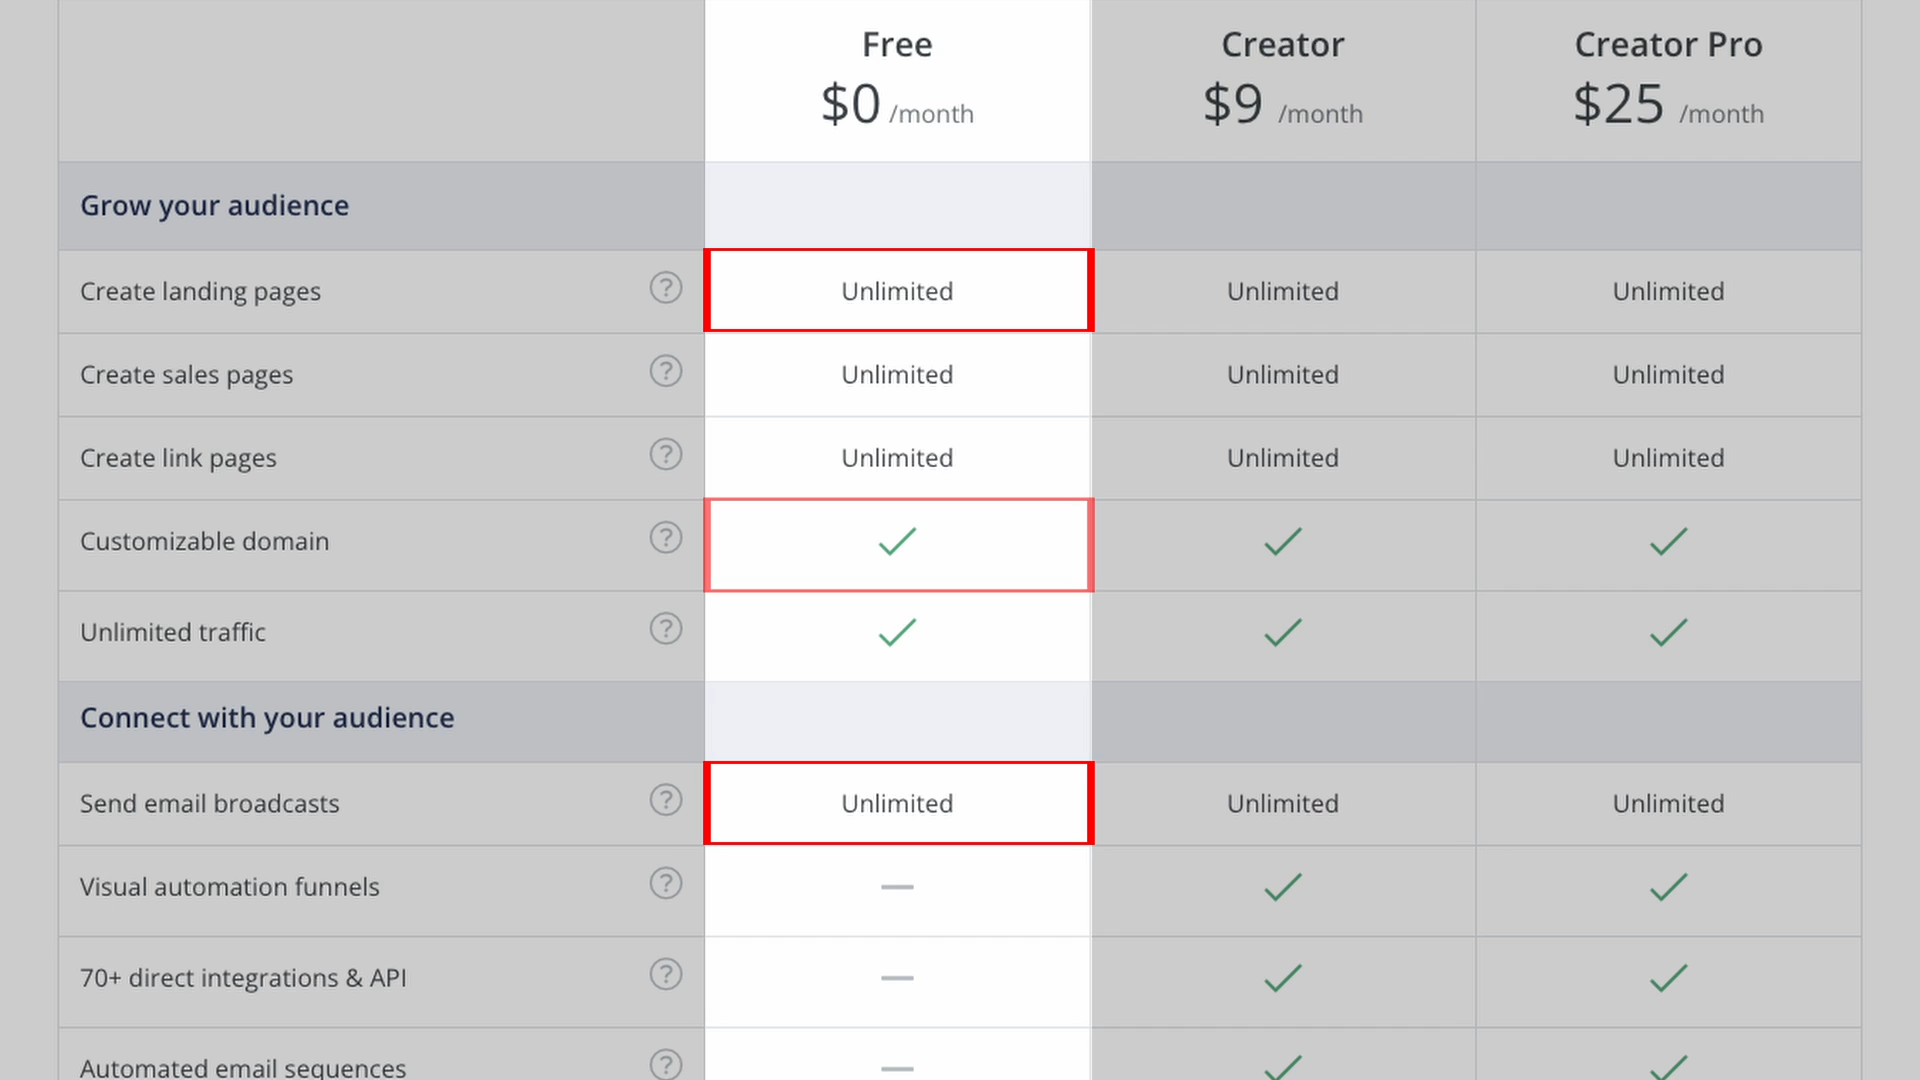 Free Creator Creator Pro
$0 /month $9 /month $25 /month
Grow your audience
Create landing pages ? Unlimited Unlimited Unlimited
Create sales pages ? Unlimited Unlimited Unlimited
Create link pages ? Unlimited Unlimited Unlimited
Customizable domain ? ✓ ✓ ✓
Unlimited traffic ? ✓ ✓ ✓
Connect with your audience
Send email broadcasts ? Unlimited Unlimited Unlimited
Visual automation funnels ? — ✓ ✓
70+ direct integrations & API ? — ✓ ✓
Automated email sequences ? — ✓ ✓